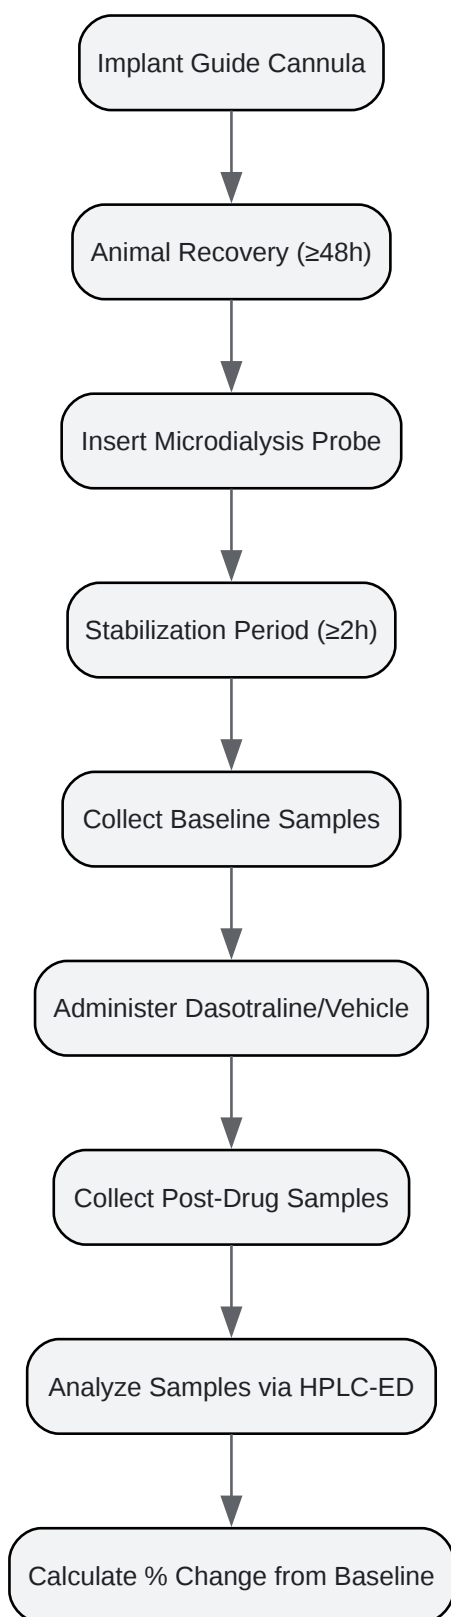 Implant Guide Cannula
Animal Recovery (≥48h)
Insert Microdialysis Probe
Stabilization Period (≥2h)
Collect Baseline Samples
Administer Dasotraline/Vehicle
Collect Post-Drug Samples
Analyze Samples via HPLC-ED
Calculate % Change from Baseline